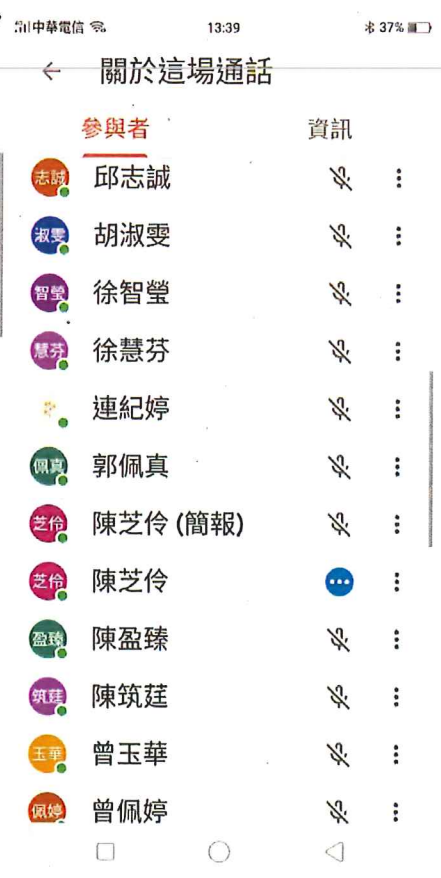 中華電信 13:39 37%
← 關於這場通話
參與者 資訊
志誠 邱志誠
淑雯 胡淑雯
智瑩 徐智瑩
慧芬 徐慧芬
連紀婷
佩真 郭佩真
芝伶 陳芝伶 (簡報)
芝伶 陳芝伶
盈臻 陳盈臻
筑莛 陳筑莛
玉華 曾玉華
佩婷 曾佩婷